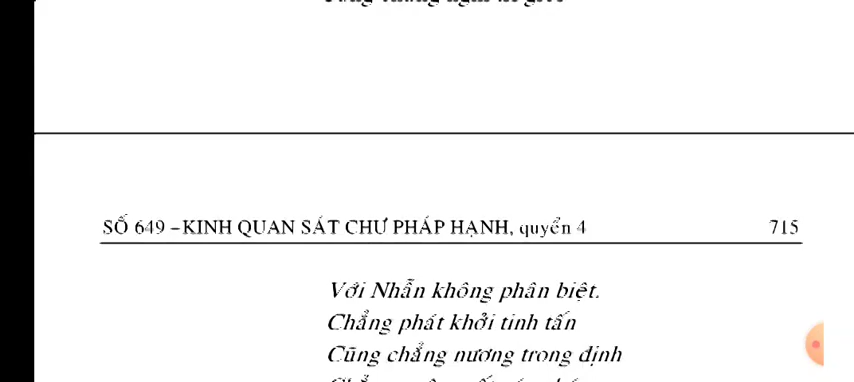 SỐ 649 – KINH QUAN SÁT CHƯ PHÁP HẠNH, quyển 4 715
Với Nhẫn không phân biệt.
Chẳng phát khởi tinh tấn
Cũng chẳng nương trong định